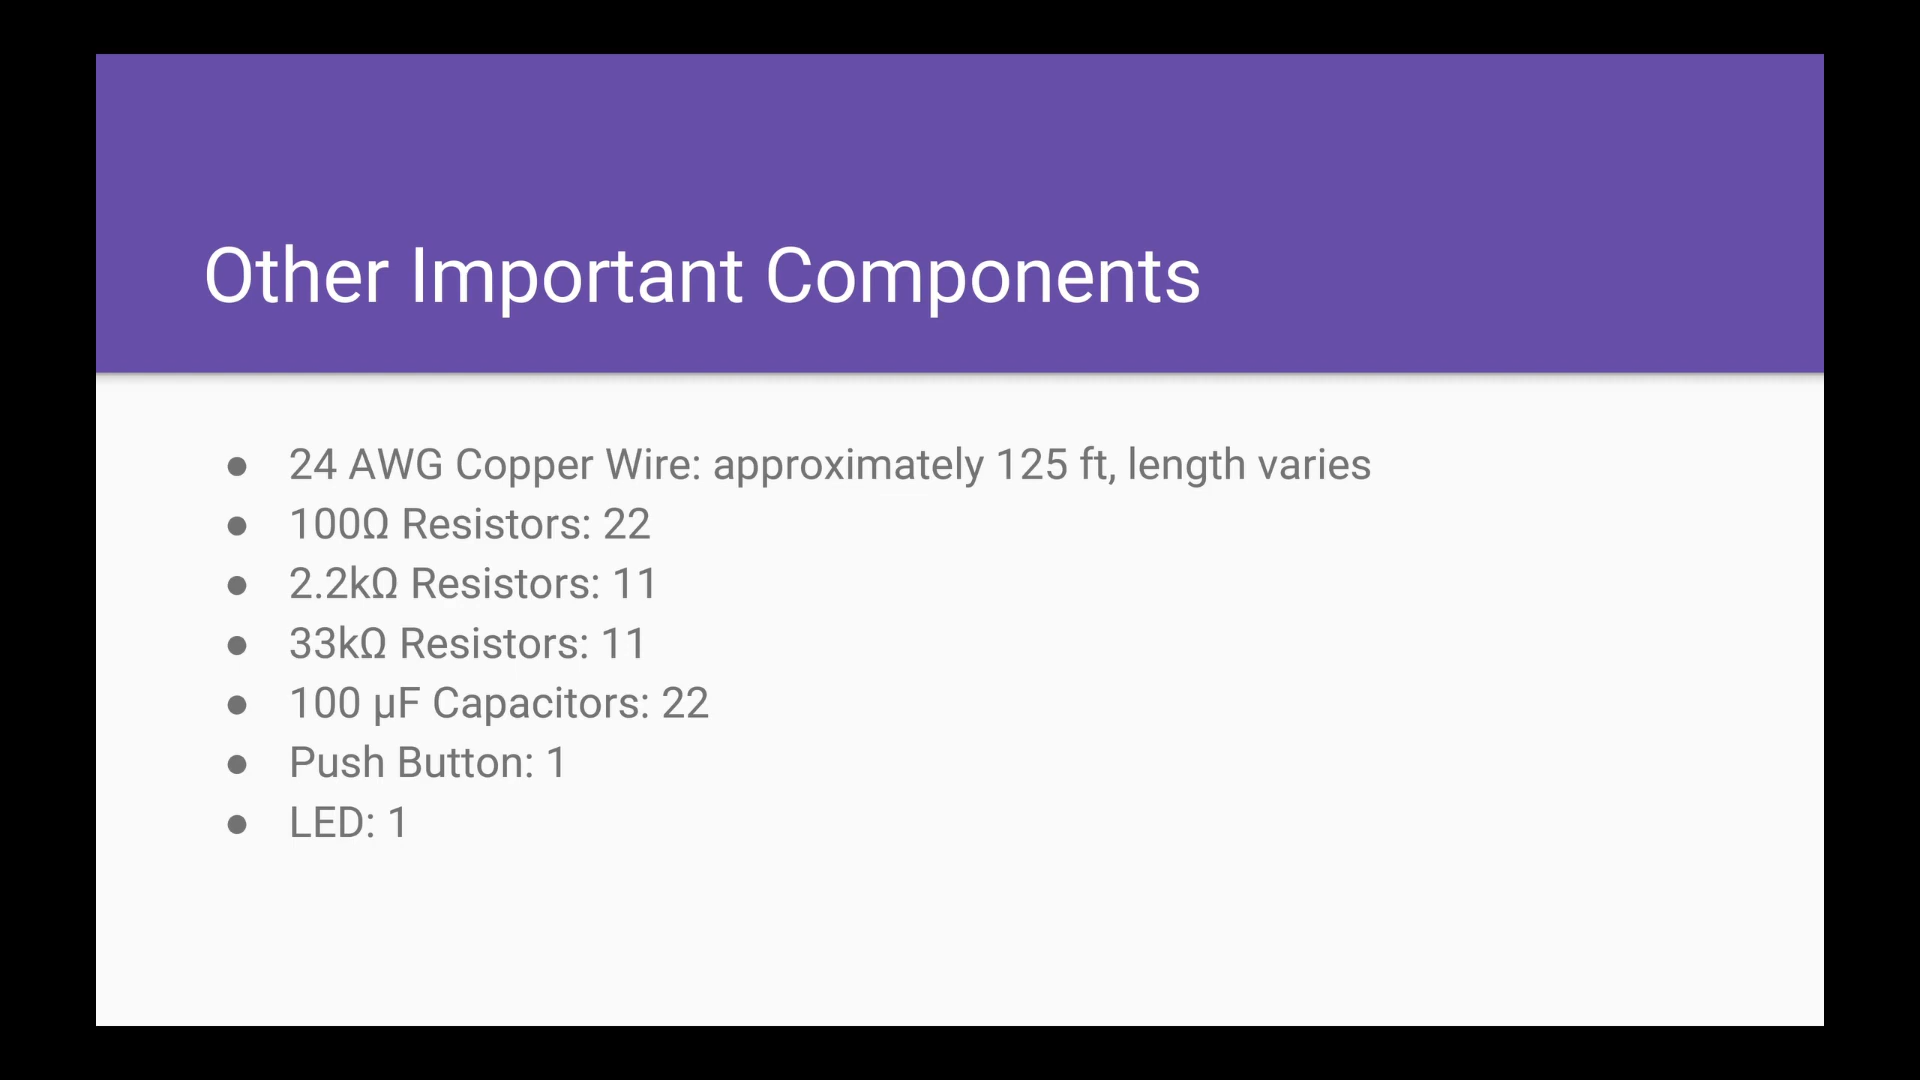 Other Important Components
● 24 AWG Copper Wire: approximately 125 ft, length varies
● 100Ω Resistors: 22
● 2.2kΩ Resistors: 11
● 33kΩ Resistors: 11
● 100 μF Capacitors: 22
● Push Button: 1
● LED: 1